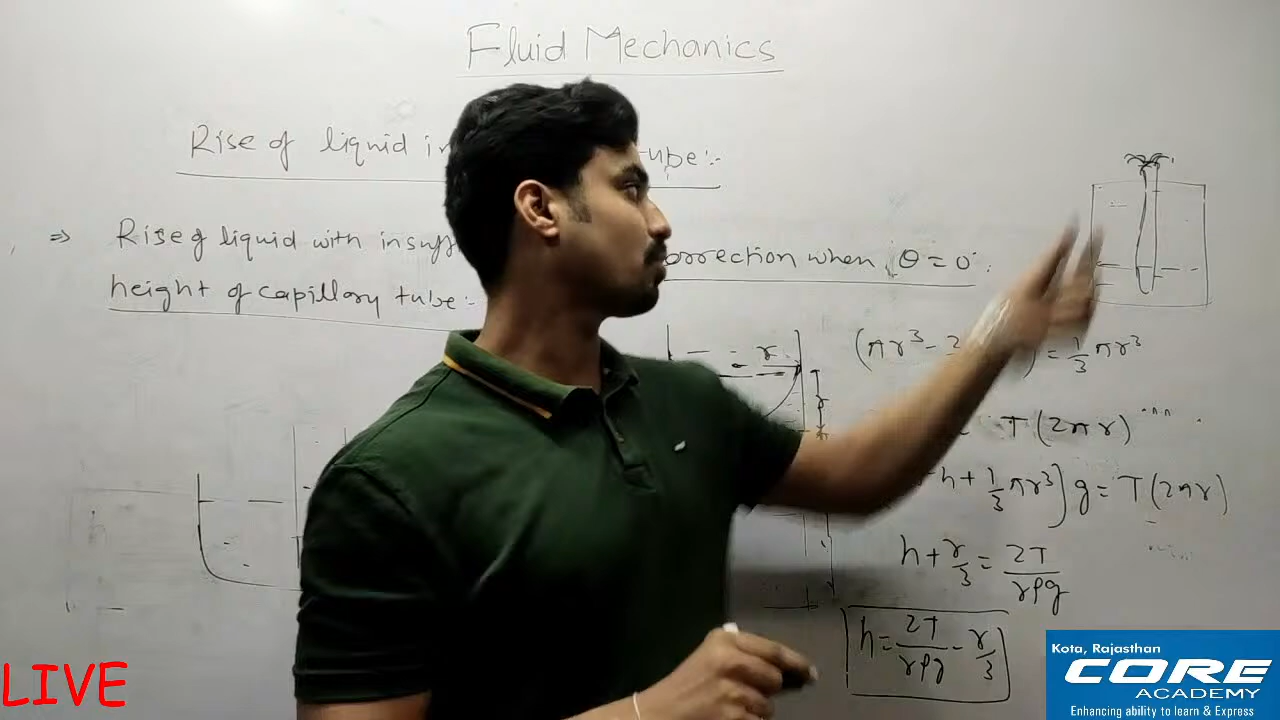 Fluid Mechanics
Rise of liquid in tube:-
⇒ Rise of liquid with insuff
height of capillary tube:-
orrection when θ = 0°.
r
r
h
(πr³ - 2 ) = 1/3 πr³
= T(2πr)
h + 1/3 πr³] g = T(2πr)
h + r/3 = 2T/rρg
h = 2T/rρg - r/3
LIVE
Kota, Rajasthan
CORE
ACADEMY
Enhancing ability to learn & Express